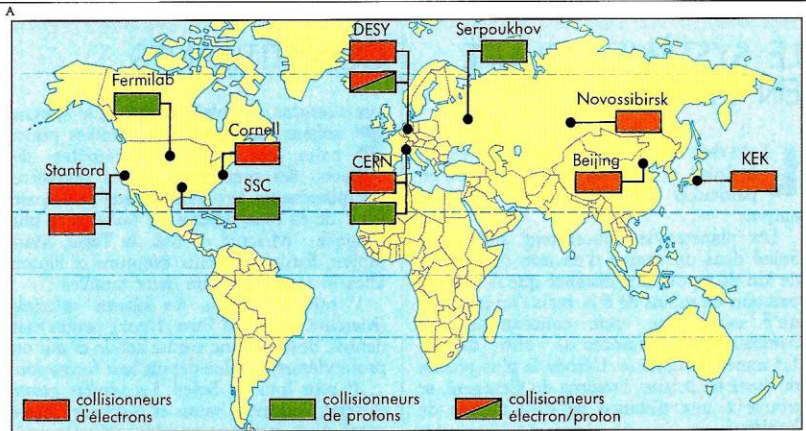 A
DESY
Serpoukhov
Fermilab
Novossibirsk
Cornell
Stanford
CERN
Beijing
KEK
SSC
collisionneurs
d'électrons
collisionneurs
de protons
collisionneurs
électron/proton